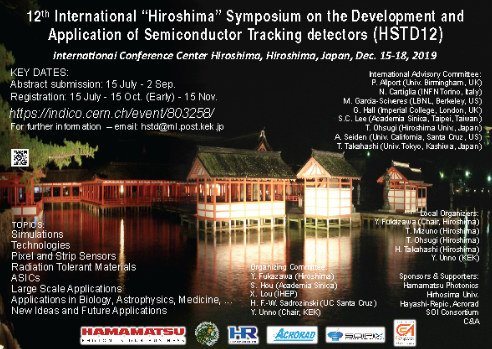 12th International “Hiroshima” Symposium on the Development and
Application of Semiconductor Tracking detectors (HSTD12)
International Conference Center Hiroshima, Hiroshima, Japan, Dec. 15-18, 2019
KEY DATES:
Abstract submission: 15 July - 2 Sep.
Registration: 15 July - 15 Oct. (Early) - 15 Nov.
https://indico.cern.ch/event/803258/
For further information – email: hstd@ml.post.kek.jp
International Advisory Committee:
P. Allport (Univ. Birmingham, UK)
N. Cartiglia (INFN Torino, Italy)
M. Garcia-Sciveres (LBNL, Berkeley, US)
G. Hall (Imperial College, London, UK)
S.C. Lee (Academia Sinica, Taipei, Taiwan)
T. Ohsugi (Hiroshima Univ., Japan)
A. Seiden (Univ. California, Santa Cruz, US)
T. Takahashi (Univ. Tokyo, Kashiwa, Japan)
TOPICS:
Simulations
Technologies
Pixel and Strip Sensors
Radiation Tolerant Materials
ASICs
Large Scale Applications
Applications in Biology, Astrophysics, Medicine, ...
New Ideas and Future Applications
Organizing Committee:
Y. Fukazawa (Hiroshima)
S. Hou (Academia Sinica)
X. Lou (IHEP)
H. F.-W. Sadrozinski (UC Santa Cruz)
Y. Unno (Chair, KEK)
Local Organizers:
Y. Fukazawa (Chair, Hiroshima)
T. Mizuno (Hiroshima)
T. Ohsugi (Hiroshima)
H. Takahashi (Hiroshima)
Y. Unno (KEK)
Sponsors & Supporters:
Hamamatsu Photonics
Hirhosima Univ.
Hayashi-Repic, Acrorad
SOI Consortium
C&A
HAMAMATSU
PHOTON IS OUR BUSINESS
HR
ACRORAD
SOIPIX